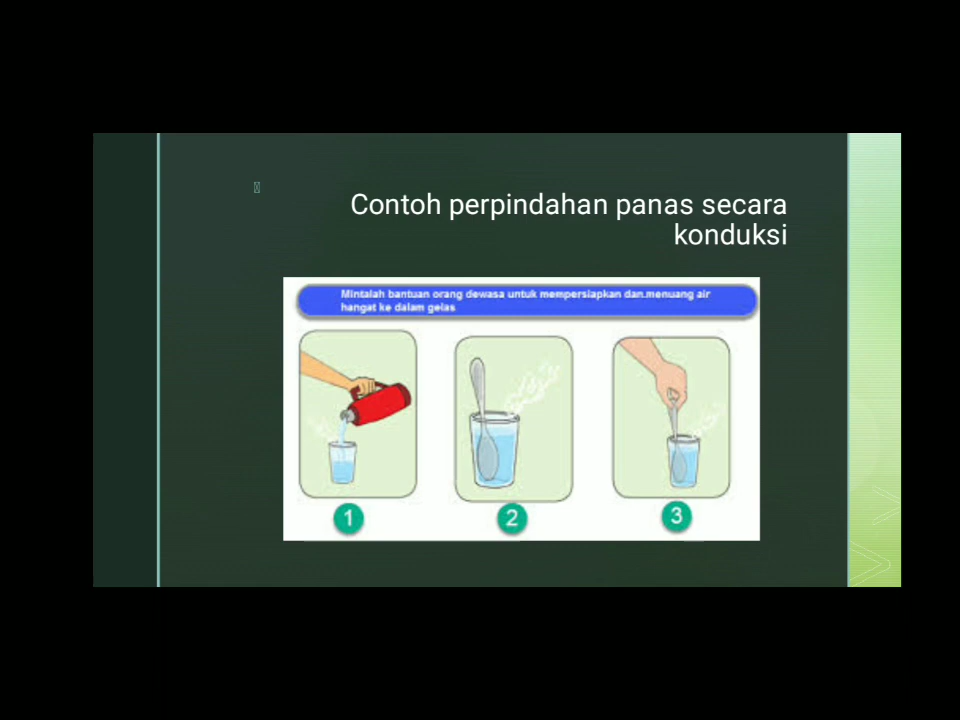 Contoh perpindahan panas secara
konduksi
Mintalah bantuan orang dewasa untuk mempersiapkan dan menuang air
hangat ke dalam gelas
1 2 3